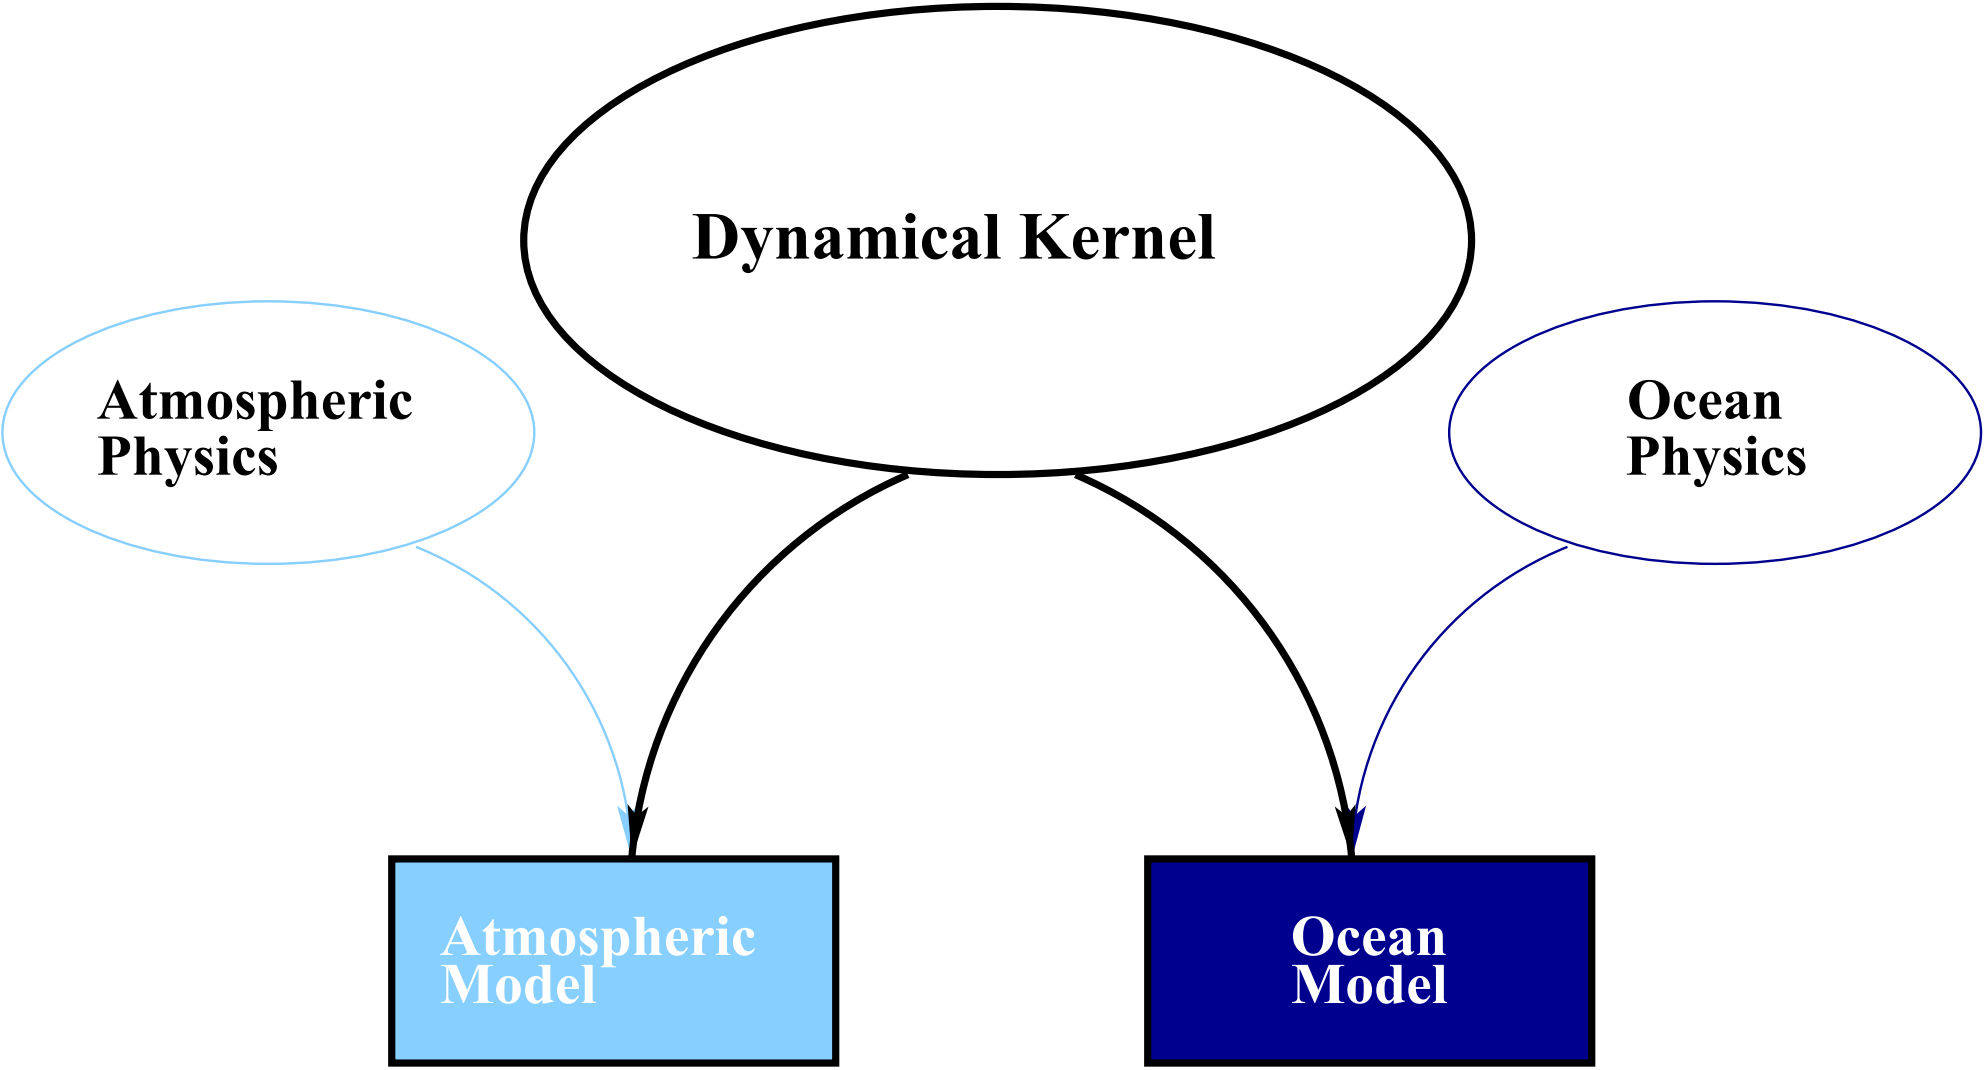 Dynamical Kernel
Atmospheric
Physics
Ocean
Physics
Atmospheric
Model
Ocean
Model